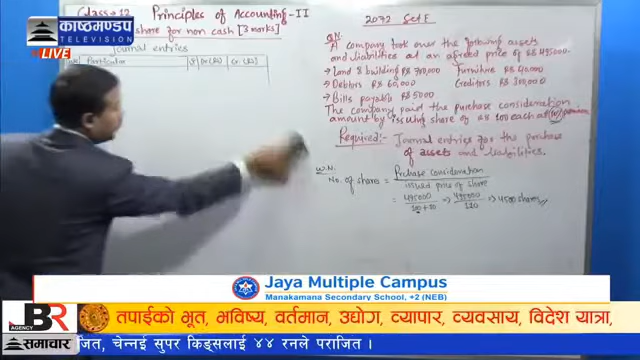 काष्ठमण्डप
TELEVISION
LIVE
Class-12 Principles of Accounting-II
share for non cash [3 marks]
Journal entries
Particular Dr (Rs) Cr. (Rs)
2072 Set E
QN.
A company took over the following assets
and liabilities at an agreed price of Rs 495000.
→ Land & building Rs 700,000 Furniture Rs 40,000
→ Debtors Rs 60,000 Creditors Rs 300,000
→ Bills payable Rs 5000
The company paid the purchase consideration
amount by issuing share of Rs 100 each at
Required:- Journal entries for the purchase
of assets and liabilities.
W.N.
No. of shares = Purchase consideration
issued price of share
= 495000 ⇒ 495000 ⇒ 4500 shares
100 + 10 110
Jaya Multiple Campus
Manakamana Secondary School, +2 (NEB)
JBR
AGENCY
तपाईको भूत, भविष्य, वर्तमान, उद्योग, व्यापार, व्यवसाय, विदेश यात्रा,
समाचार
जित, चेन्नई सुपर किङ्सलाई ४४ रनले पराजित ।